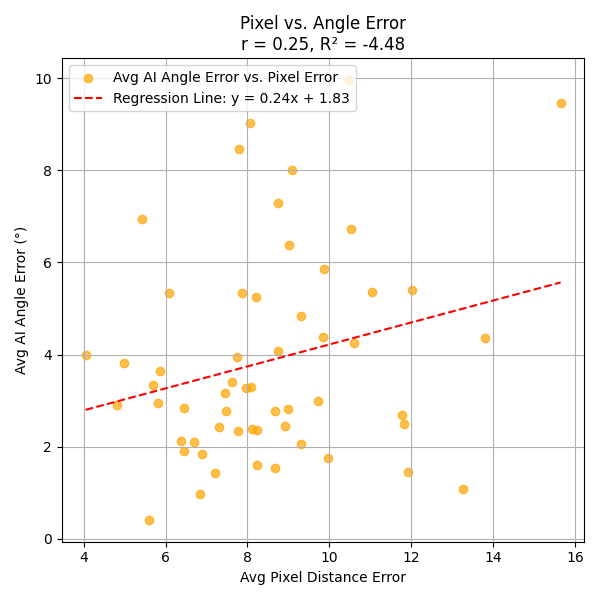 Pixel vs. Angle Error
r = 0.25, R² = -4.48
Avg AI Angle Error vs. Pixel Error
Regression Line: y = 0.24x + 1.83
10
8
6
4
2
0
Avg AI Angle Error (°)
4 6 8 10 12 14 16
Avg Pixel Distance Error